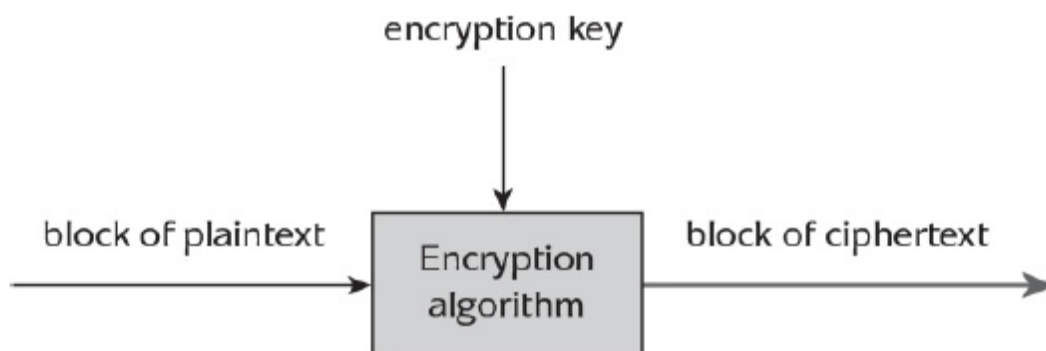 encryption key
block of plaintext
Encryption
algorithm
block of ciphertext